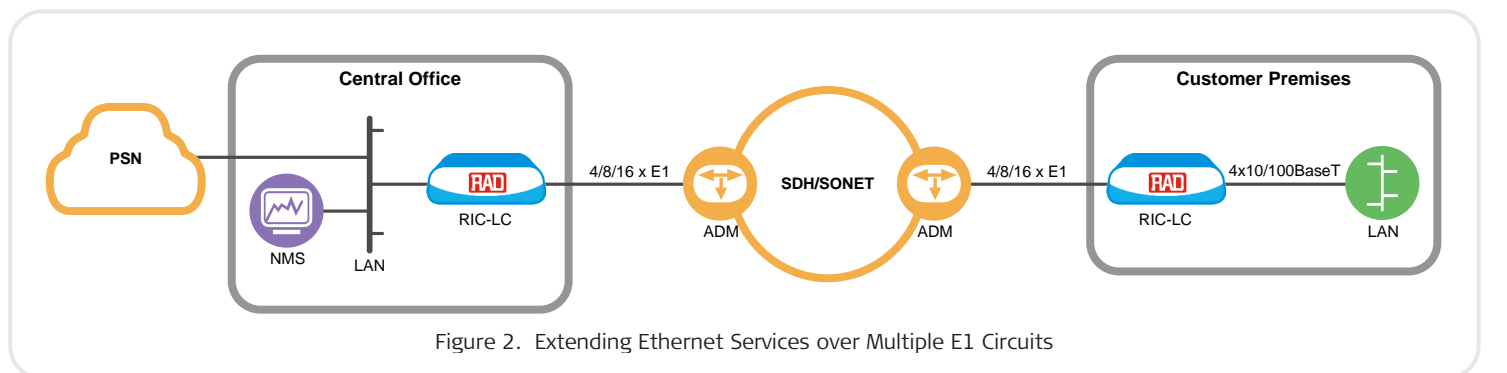 Central Office
Customer Premises
PSN
RAD
4/8/16 x E1
SDH/SONET
4/8/16 x E1
RAD
4x10/100BaseT
RIC-LC
ADM
ADM
RIC-LC
LAN
NMS
LAN
Figure 2. Extending Ethernet Services over Multiple E1 Circuits